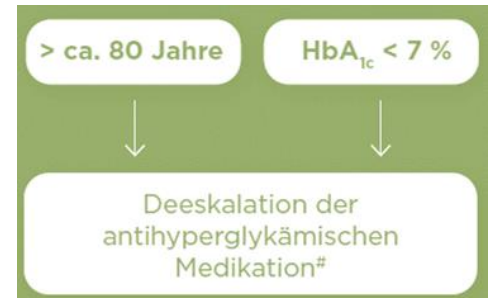 > ca. 80 Jahre
HbA1c < 7 %
Deeskalation der
antihyperglykämischen
Medikation#